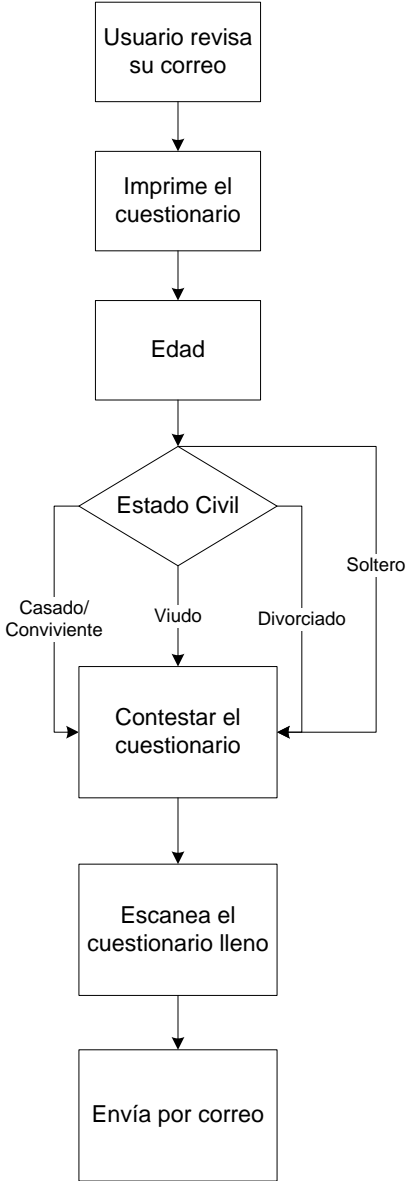 Usuario revisa
su correo
Imprime el
cuestionario
Edad
Estado Civil
Soltero
Casado/
Conviviente
Viudo
Divorciado
Contestar el
cuestionario
Escanea el
cuestionario lleno
Envía por correo